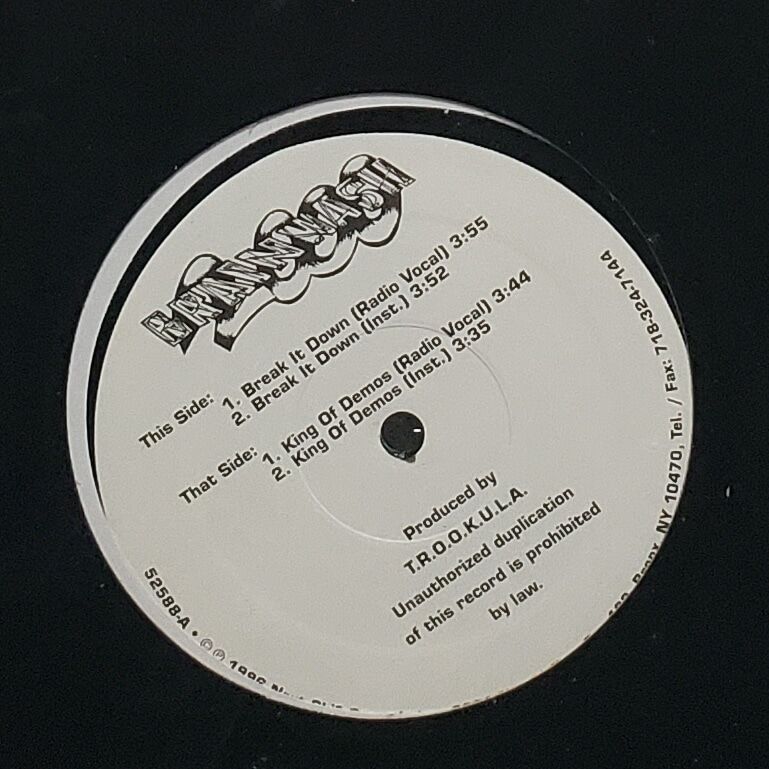 BRAINWASH
This Side: 1. Break It Down (Radio Vocal) 3:55
2. Break It Down (Inst.) 3:52
That Side: 1. King Of Demos (Radio Vocal) 3:44
2. King Of Demos (Inst.) 3:35
Produced by
T.R.O.O.K.U.L.A.
Unauthorized duplication
of this record is prohibited
by law.
52588-A • © ℗ 1996
NY 10470, Tel. / Fax: 718-324-7144